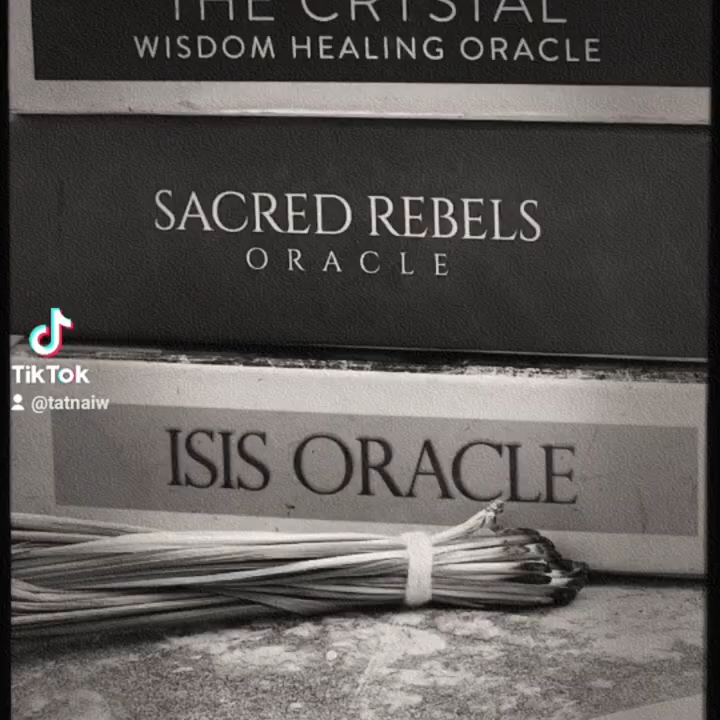 THE CRYSTAL
WISDOM HEALING ORACLE
SACRED REBELS
ORACLE
TikTok
@tatnaiw
ISIS ORACLE